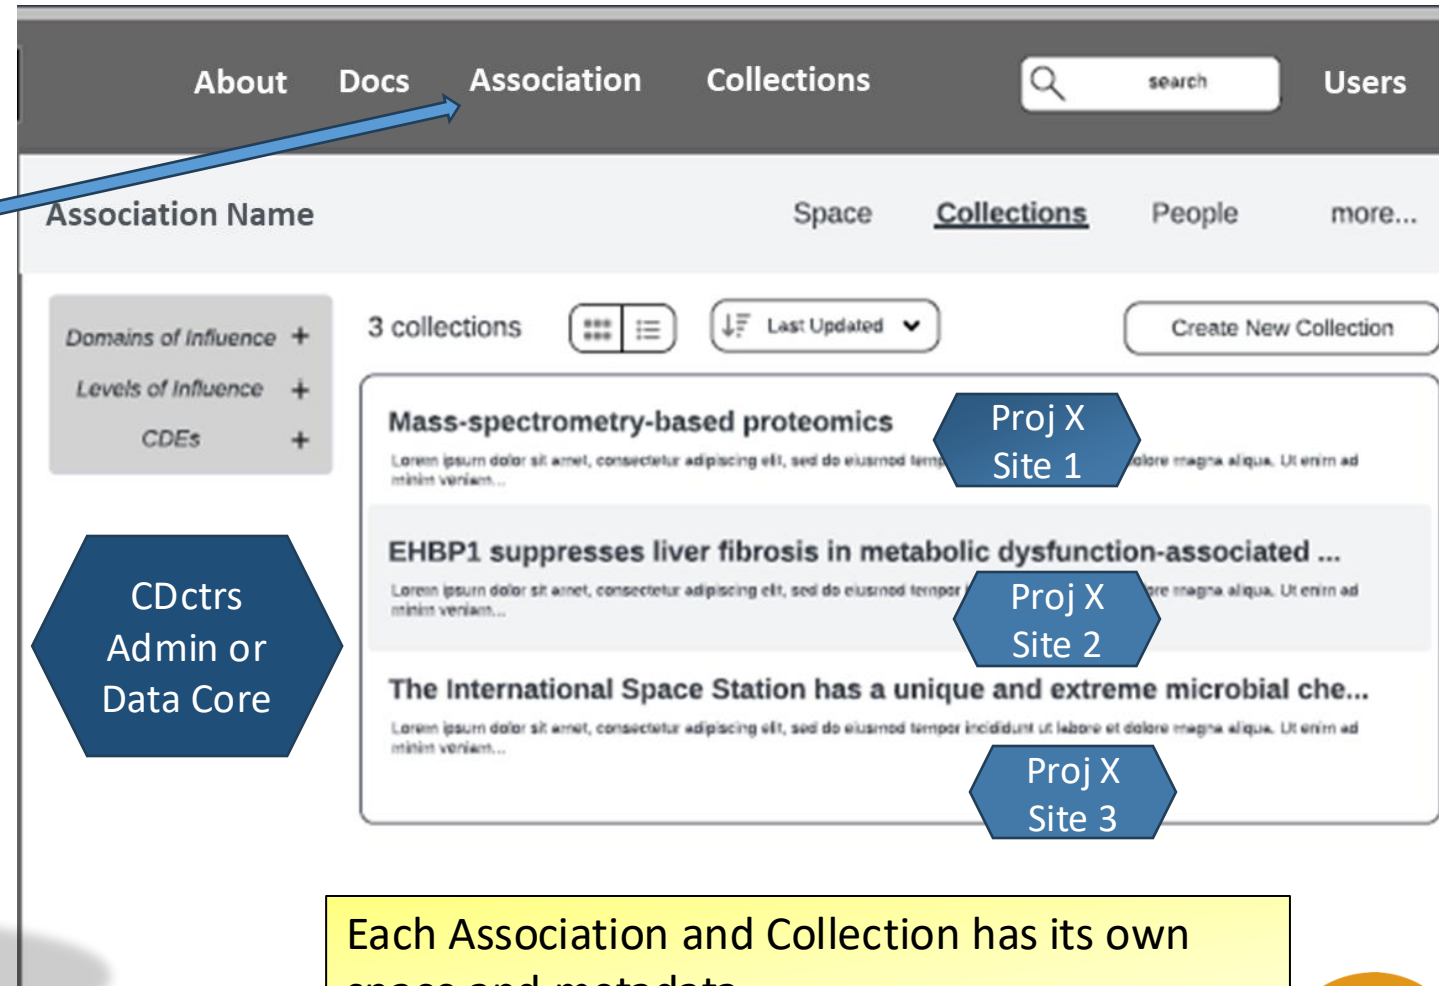 About Docs Association Collections search Users
Association Name Space Collections People more...
Domains of Influence +
Levels of Influence +
CDEs +
3 collections Last Updated Create New Collection
Mass-spectrometry-based proteomics
Lorem ipsum dolor sit amet, consectetur adipiscing elit, sed do eiusmod dolore magna aliqua. Ut enim ad
minim veniam...
Proj X
Site 1
EHBP1 suppresses liver fibrosis in metabolic dysfunction-associated ...
Lorem ipsum dolor sit amet, consectetur adipiscing elit, sed do eiusmod tempor magna aliqua. Ut enim ad
minim veniam...
Proj X
Site 2
The International Space Station has a unique and extreme microbial che...
Lorem ipsum dolor sit amet, consectetur adipiscing elit, sed do eiusmod tempor incididunt ut labore et dolore magna aliqua. Ut enim ad
minim veniam...
Proj X
Site 3
CDctrs
Admin or
Data Core
Each Association and Collection has its own
space and metadata